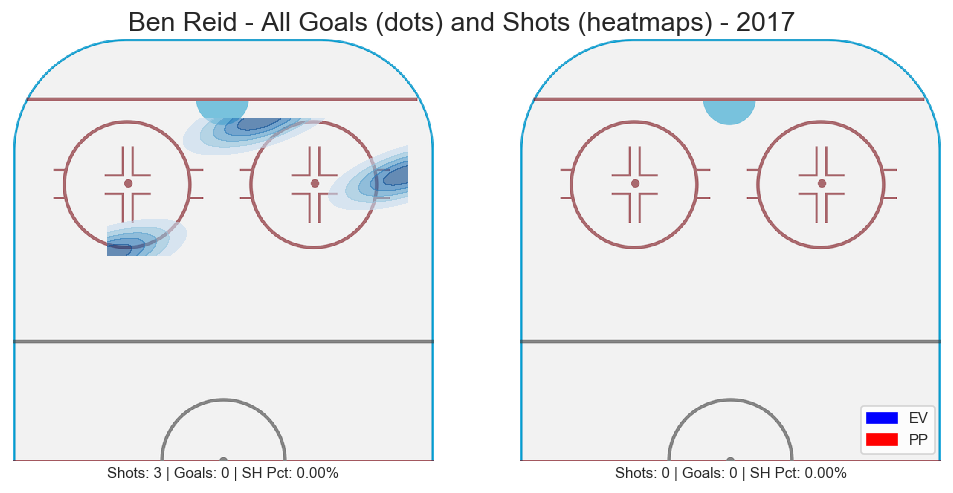 Ben Reid - All Goals (dots) and Shots (heatmaps) - 2017
EV
PP
Shots: 3 | Goals: 0 | SH Pct: 0.00%
Shots: 0 | Goals: 0 | SH Pct: 0.00%